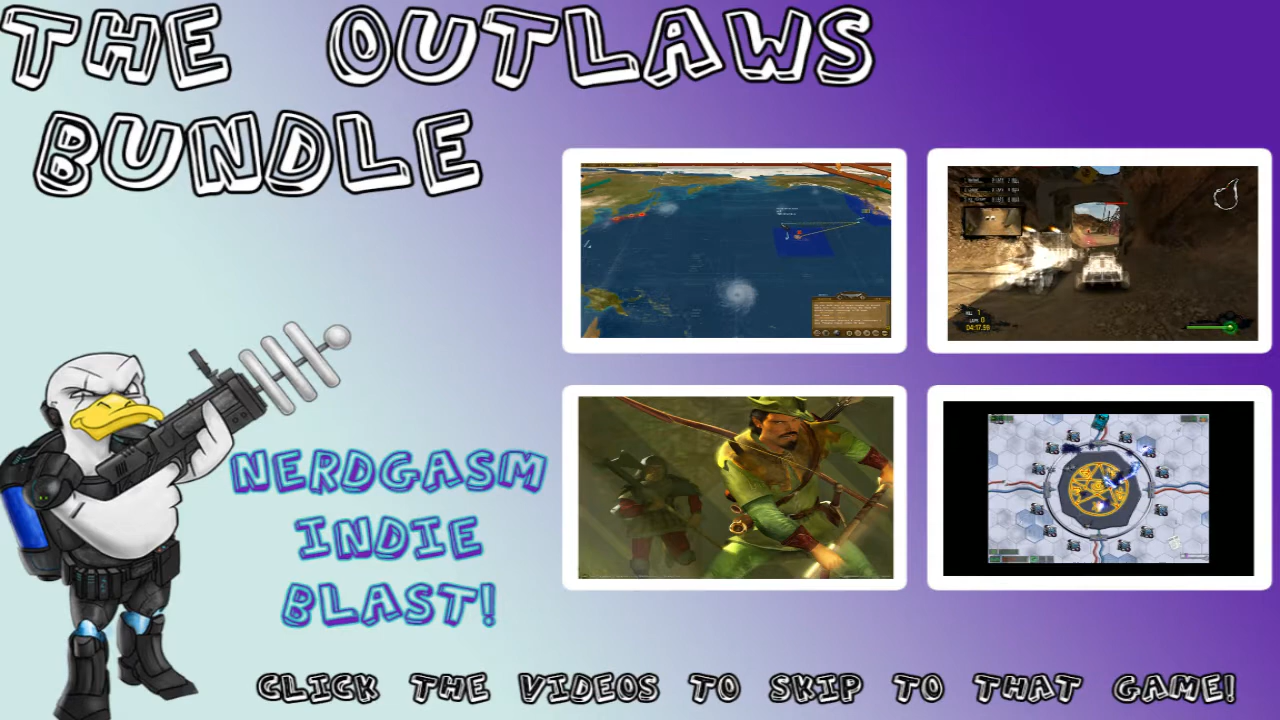 THE OUTLAWS
BUNDLE
NERDGASM
INDIE
BLAST!
CLICK THE VIDEOS TO SKIP TO THAT GAME!